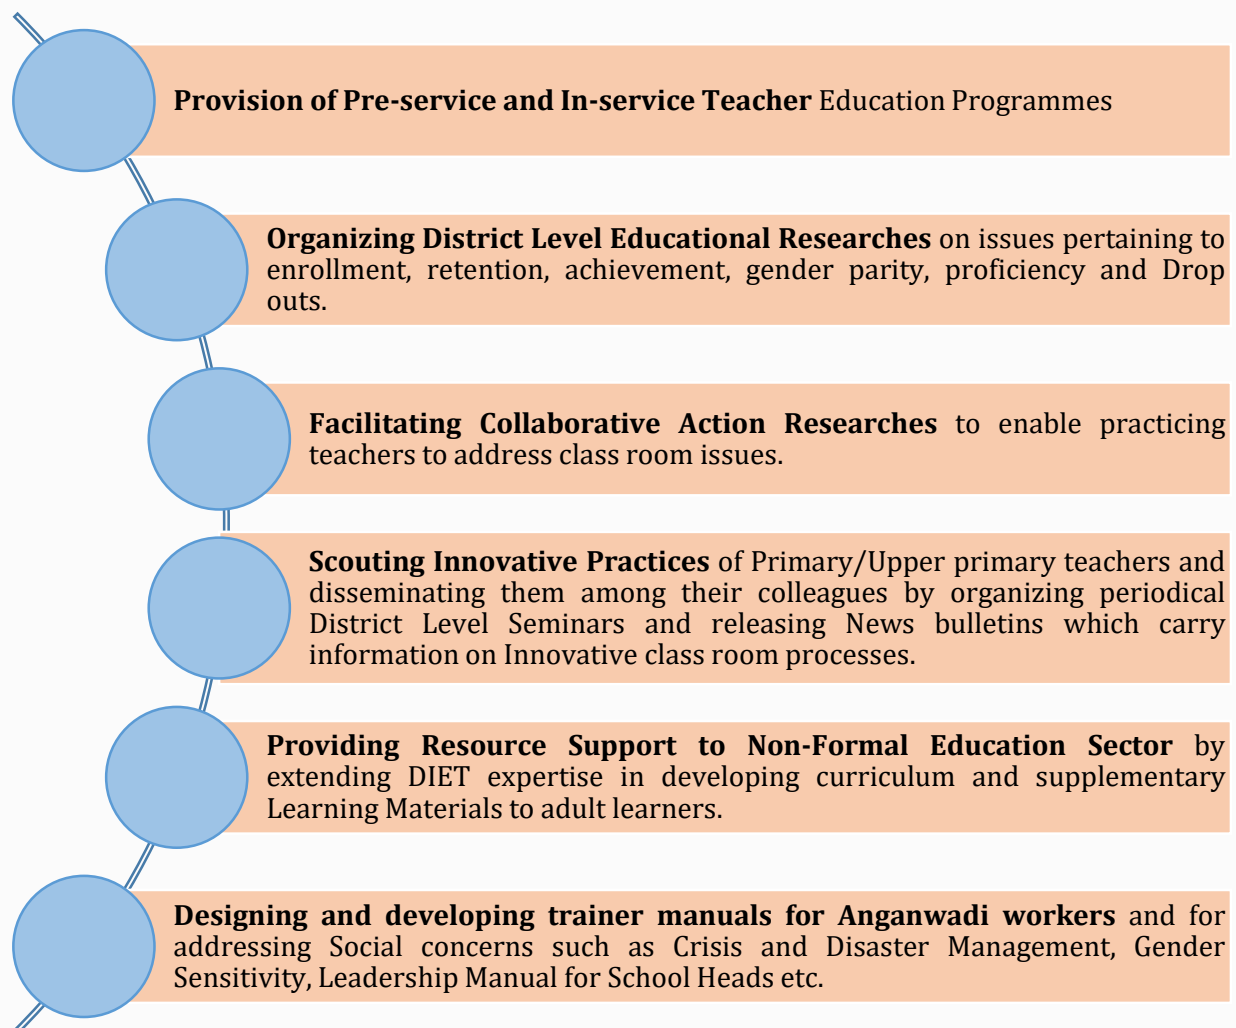 Provision of Pre-service and In-service Teacher Education Programmes
Organizing District Level Educational Researches on issues pertaining to
enrollment, retention, achievement, gender parity, proficiency and Drop
outs.
Facilitating Collaborative Action Researches to enable practicing
teachers to address class room issues.
Scouting Innovative Practices of Primary/Upper primary teachers and
disseminating them among their colleagues by organizing periodical
District Level Seminars and releasing News bulletins which carry
information on Innovative class room processes.
Providing Resource Support to Non-Formal Education Sector by
extending DIET expertise in developing curriculum and supplementary
Learning Materials to adult learners.
Designing and developing trainer manuals for Anganwadi workers and for
addressing Social concerns such as Crisis and Disaster Management, Gender
Sensitivity, Leadership Manual for School Heads etc.